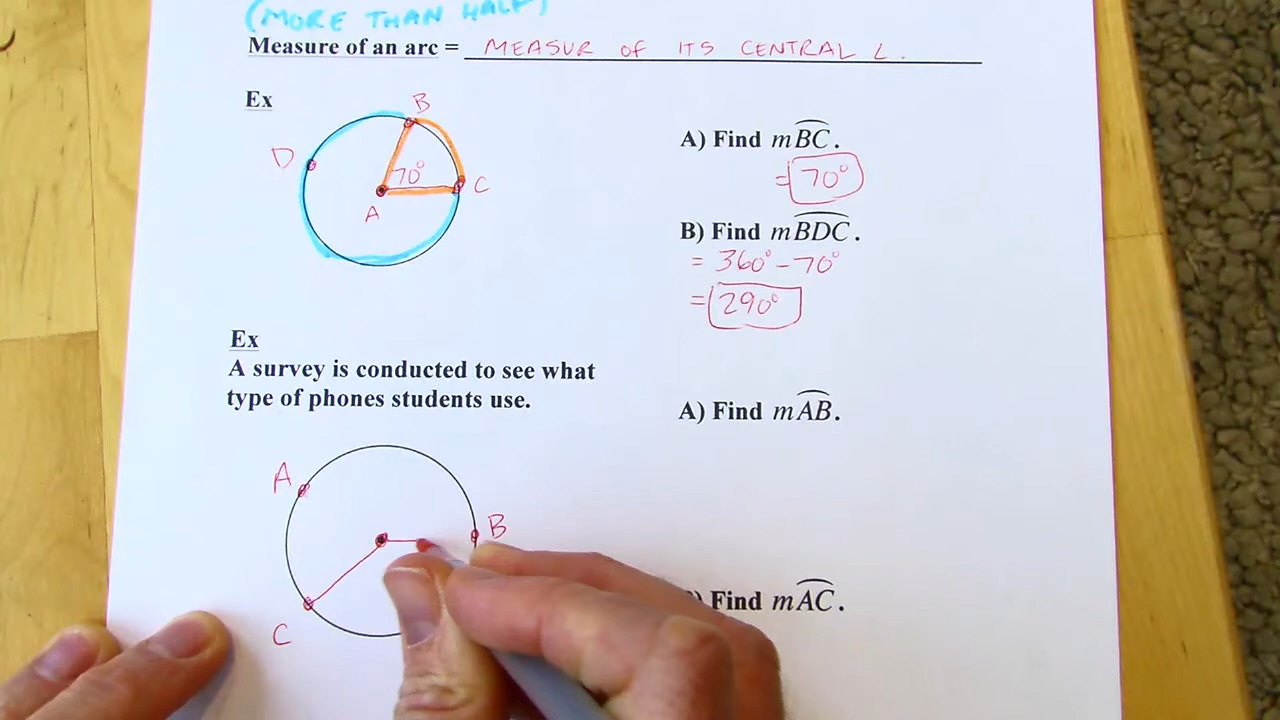 (MORE THAN HALF)
Measure of an arc = MEASUR OF ITS CENTRAL ∠.
Ex
B
D
70°
C
A
A) Find mBC.
= 70°
B) Find mBDC.
= 360° - 70°
= 290°
Ex
A survey is conducted to see what
type of phones students use.
A) Find mAB.
A
B
C
) Find mAC.